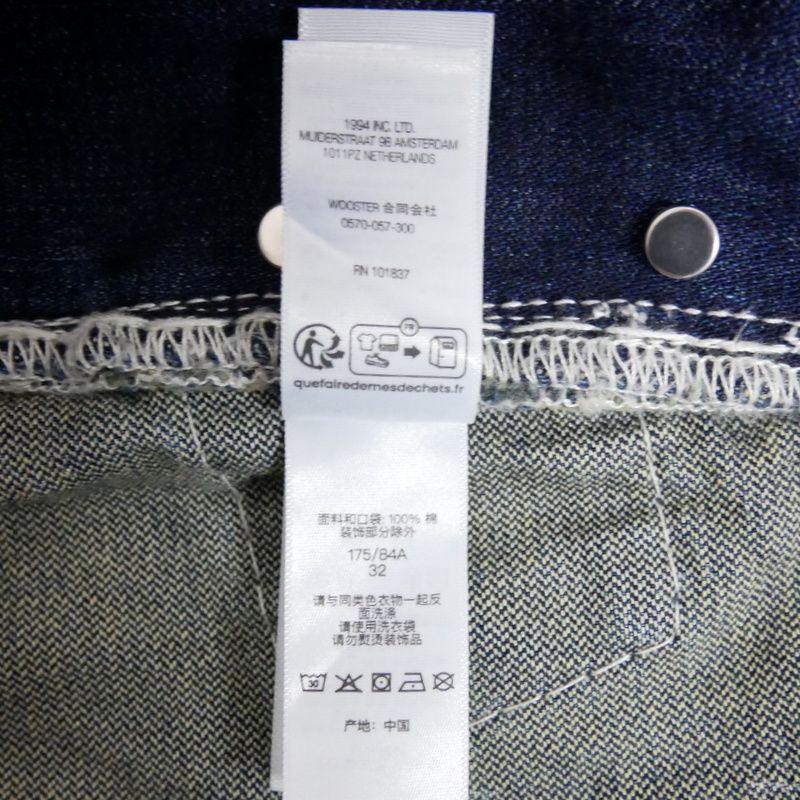 1994 INC. LTD.
MUIDERSTRAAT 96 AMSTERDAM
1011PZ NETHERLANDS
WOOSTER 合同会社
0570-057-300
RN 101837
FR
quefairedemesdechets.fr
面料和口袋: 100% 棉
装饰部分除外
175/84A
32
请与同类色衣物一起反
面洗涤
请使用洗衣袋
请勿熨烫装饰品
30
产地: 中国